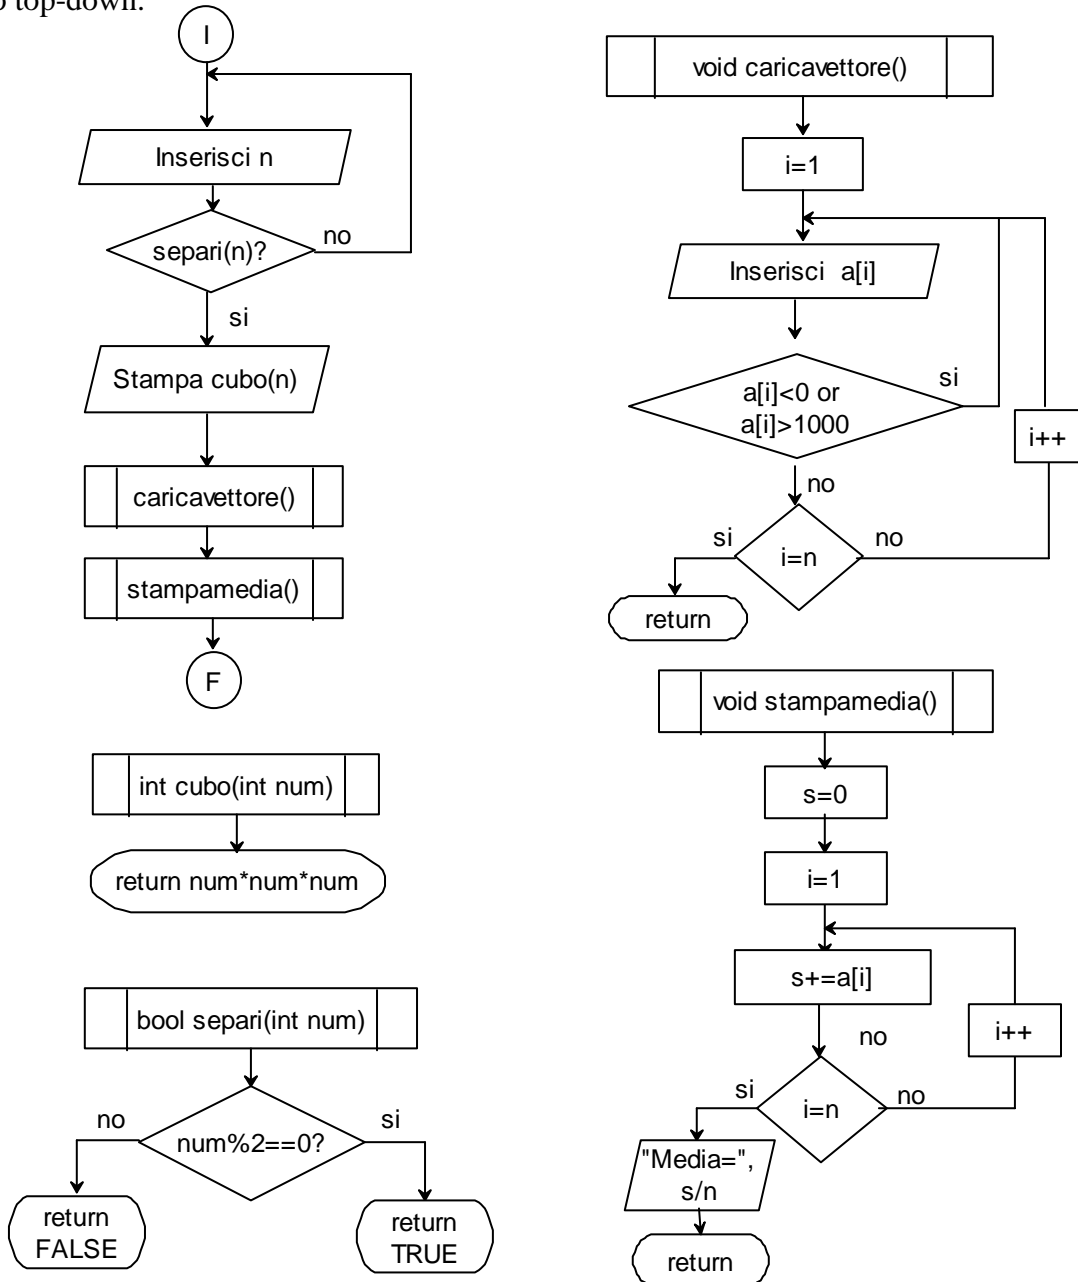 top-down.
I
Inserisci n
separi(n)?
no
si
Stampa cubo(n)
caricavettore()
stampamedia()
F
int cubo(int num)
return num*num*num
bool separi(int num)
no
si
num%2==0?
return
FALSE
return
TRUE
void caricavettore()
i=1
Inserisci a[i]
a[i]<0 or
a[i]>1000
si
i++
no
si
i=n
no
return
void stampamedia()
s=0
i=1
s+=a[i]
no
i++
si
i=n
no
"Media=",
s/n
return